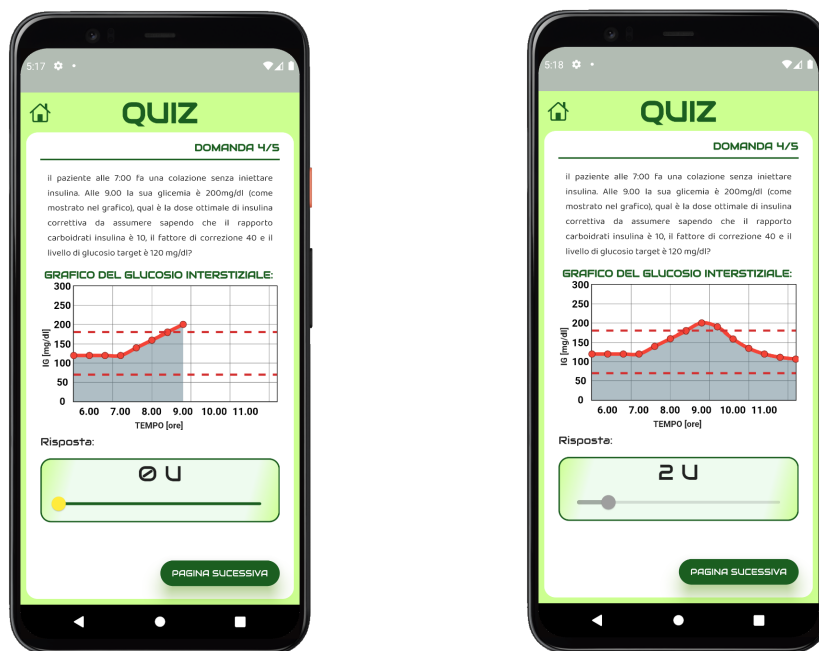 5:17
QUIZ
DOMANDA 4/5
il paziente alle 7:00 fa una colazione senza iniettare
insulina. Alle 9.00 la sua glicemia è 200mg/dl (come
mostrato nel grafico), qual è la dose ottimale di insulina
correttiva da assumere sapendo che il rapporto
carboidrati insulina è 10, il fattore di correzione 40 e il
livello di glucosio target è 120 mg/dl?
GRAFICO DEL GLUCOSIO INTERSTIZIALE:
300
250
200
150
100
50
0
IG [mg/dl]
6.00 7.00 8.00 9.00 10.00 11.00
TEMPO [ore]
Risposta:
0 U
PAGINA SUCESSIVA
5:18
QUIZ
DOMANDA 4/5
il paziente alle 7:00 fa una colazione senza iniettare
insulina. Alle 9.00 la sua glicemia è 200mg/dl (come
mostrato nel grafico), qual è la dose ottimale di insulina
correttiva da assumere sapendo che il rapporto
carboidrati insulina è 10, il fattore di correzione 40 e il
livello di glucosio target è 120 mg/dl?
GRAFICO DEL GLUCOSIO INTERSTIZIALE:
300
250
200
150
100
50
0
IG [mg/dl]
6.00 7.00 8.00 9.00 10.00 11.00
TEMPO [ore]
Risposta:
2 U
PAGINA SUCESSIVA